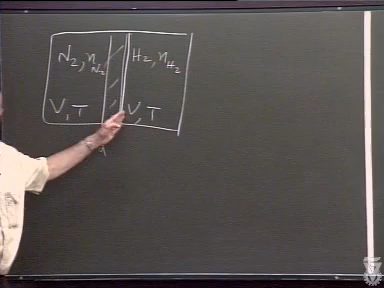 N₂, n_N₂ H₂, n_H₂
V, T V, T